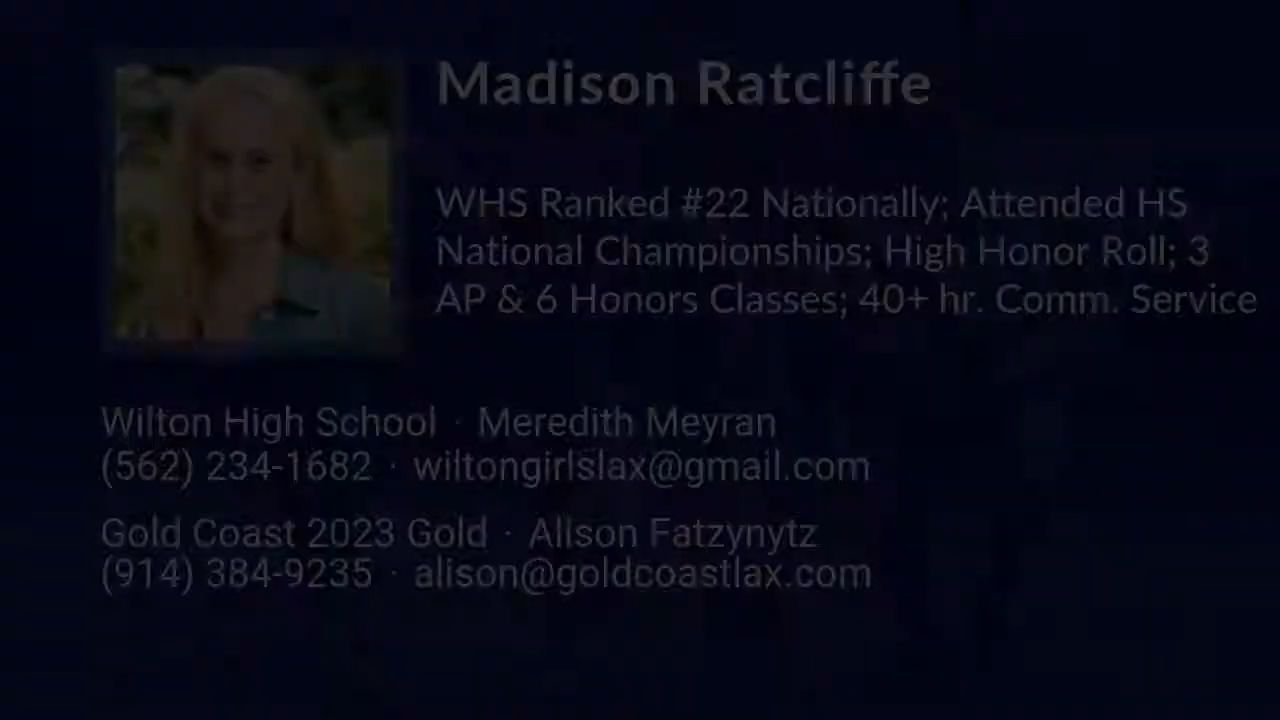 Madison Ratcliffe
WHS Ranked #22 Nationally; Attended HS
National Championships; High Honor Roll; 3
AP & 6 Honors Classes; 40+ hr. Comm. Service
Wilton High School · Meredith Meyran
(562) 234-1682 · wiltongirlslax@gmail.com
Gold Coast 2023 Gold · Alison Fatzynytz
(914) 384-9235 · alison@goldcoastlax.com